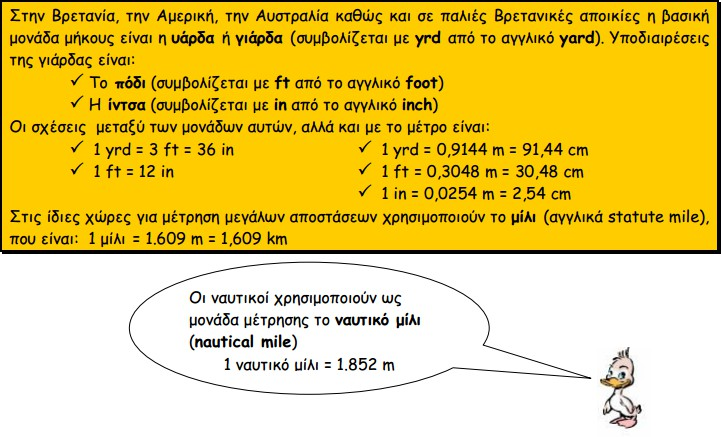 Στην Βρετανία, την Αμερική, την Αυστραλία καθώς και σε παλιές Βρετανικές αποικίες η βασική
μονάδα μήκους είναι η υάρδα ή γιάρδα (συμβολίζεται με yrd από το αγγλικό yard). Υποδιαιρέσεις
της γιάρδας είναι:
✓ Το πόδι (συμβολίζεται με ft από το αγγλικό foot)
✓ Η ίντσα (συμβολίζεται με in από το αγγλικό inch)
Οι σχέσεις μεταξύ των μονάδων αυτών, αλλά και με το μέτρο είναι:
✓ 1 yrd = 3 ft = 36 in ✓ 1 yrd = 0,9144 m = 91,44 cm
✓ 1 ft = 12 in ✓ 1 ft = 0,3048 m = 30,48 cm
✓ 1 in = 0,0254 m = 2,54 cm
Στις ίδιες χώρες για μέτρηση μεγάλων αποστάσεων χρησιμοποιούν το μίλι (αγγλικά statute mile),
που είναι: 1 μίλι = 1.609 m = 1,609 km
Οι ναυτικοί χρησιμοποιούν ως
μονάδα μέτρησης το ναυτικό μίλι
(nautical mile)
1 ναυτικό μίλι = 1.852 m